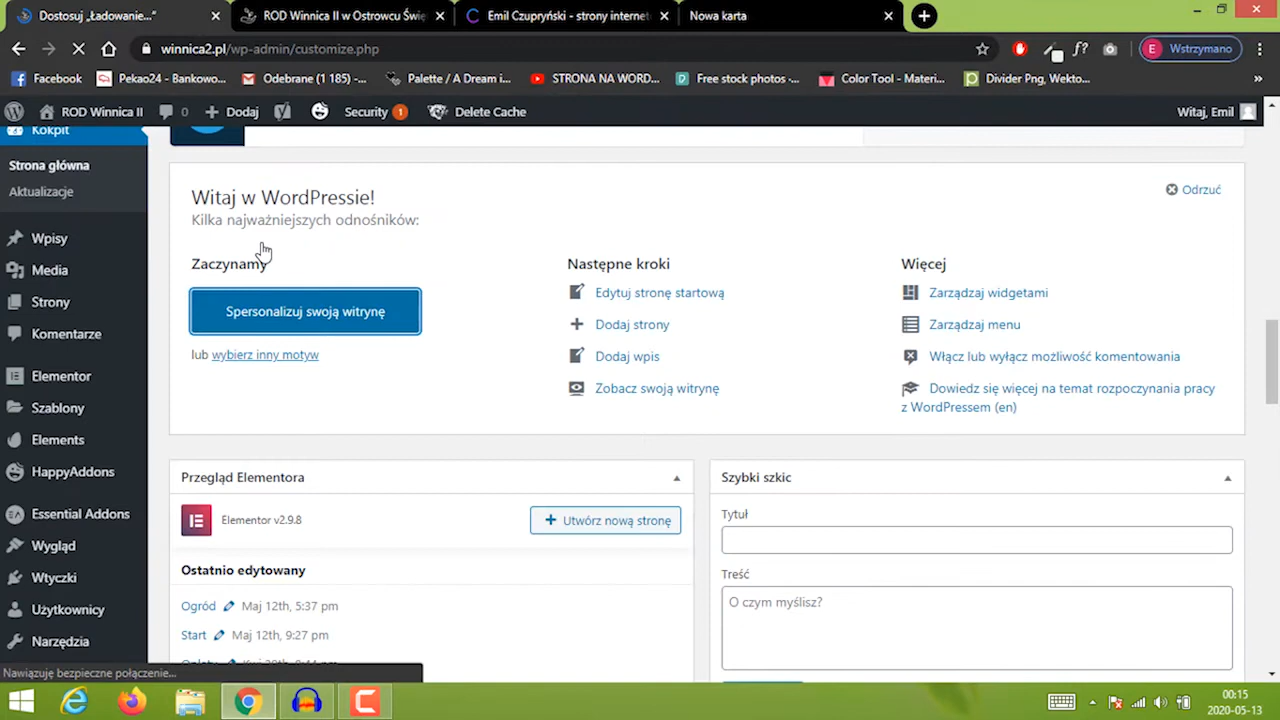 Dostosuj „Ładowanie..."
ROD Winnica II w Ostrowcu Świę
Emil Czupryński - strony internet
Nowa karta
winnica2.pl/wp-admin/customize.php
E Wstrzymano
Facebook
Pekao24 - Bankowo...
Odebrane (1 185) -...
Palette / A Dream i...
STRONA NA WORD...
Free stock photos -...
Color Tool - Materi...
Divider Png, Wekto...
ROD Winnica II
0
Dodaj
Security 1
Delete Cache
Witaj, Emil
Kokpit
Strona główna
Aktualizacje
Wpisy
Media
Strony
Komentarze
Elementor
Szablony
Elements
HappyAddons
Essential Addons
Wygląd
Wtyczki
Użytkownicy
Narzędzia
Witaj w WordPressie!
Kilka najważniejszych odnośników:
Odrzuć
Zaczynamy
Spersonalizuj swoją witrynę
lub wybierz inny motyw
Następne kroki
Edytuj stronę startową
Dodaj strony
Dodaj wpis
Zobacz swoją witrynę
Więcej
Zarządzaj widgetami
Zarządzaj menu
Włącz lub wyłącz możliwość komentowania
Dowiedz się więcej na temat rozpoczynania pracy
z WordPressem (en)
Przegląd Elementora
Elementor v2.9.8
Utwórz nową stronę
Ostatnio edytowany
Ogród Maj 12th, 5:37 pm
Start Maj 12th, 9:27 pm
Szybki szkic
Tytuł
Treść
O czym myślisz?
Nawiązuję bezpieczne połączenie...
00:15
2020-05-13